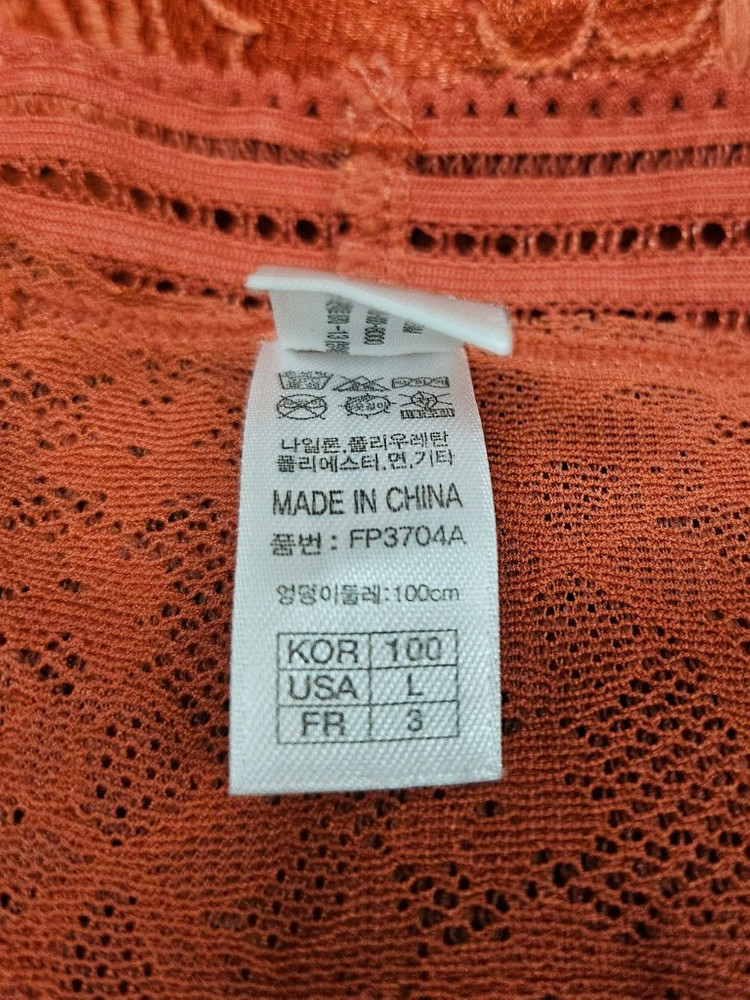 나일론,폴리우레탄
폴리에스터,면,기타
MADE IN CHINA
품번 : FP3704A
엉덩이둘레:100cm
KOR 100
USA L
FR 3